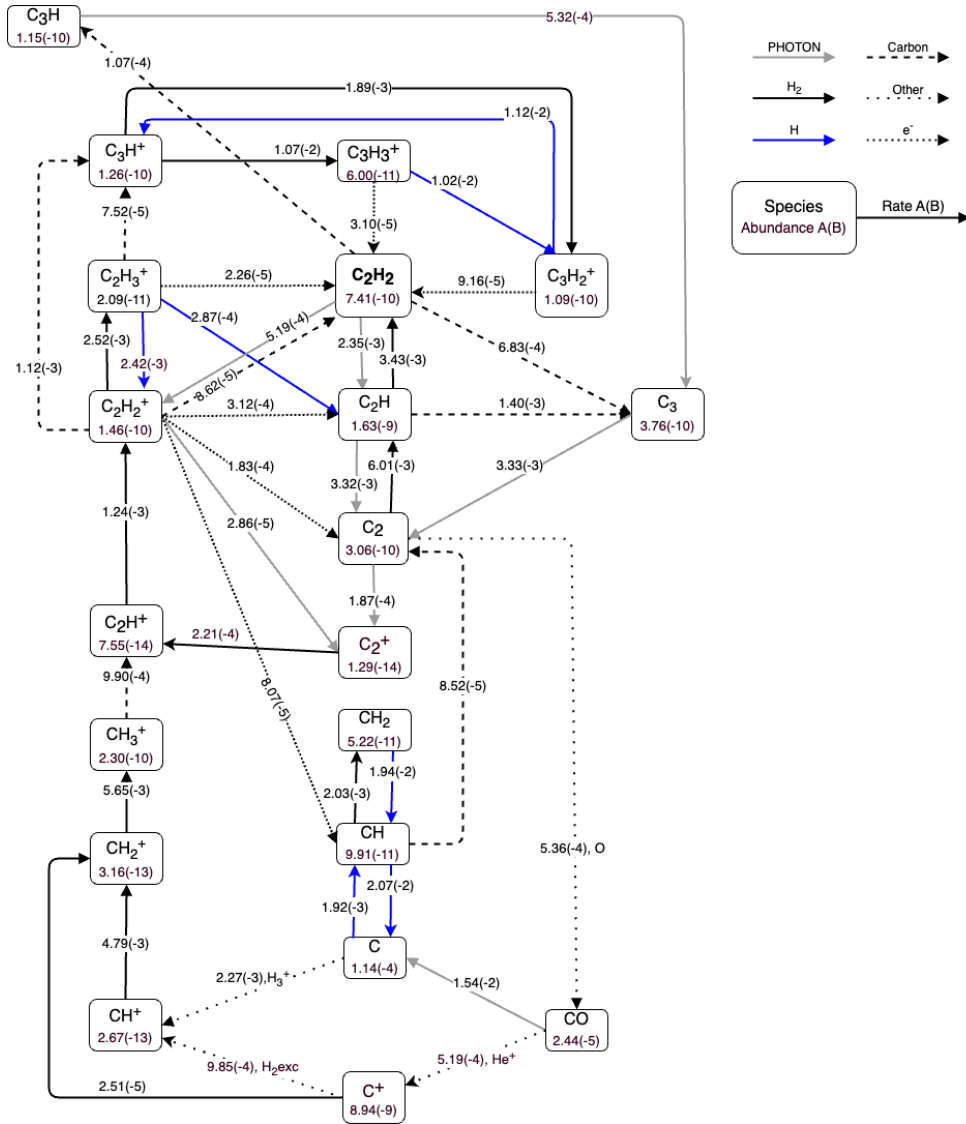 C₃H
1.15(-10)
5.32(-4)
PHOTON
Carbon
H₂
Other
H
e⁻
Species
Abundance A(B)
Rate A(B)
1.07(-4)
1.89(-3)
1.12(-2)
C₃H⁺
1.26(-10)
1.07(-2)
C₃H₃⁺
6.00(-11)
1.02(-2)
7.52(-5)
3.10(-5)
C₂H₃⁺
2.09(-11)
2.26(-5)
C₂H₂
7.41(-10)
9.16(-5)
C₃H₂⁺
1.09(-10)
2.87(-4)
5.19(-4)
2.52(-3)
2.42(-3)
2.35(-3)
3.43(-3)
6.83(-4)
1.12(-3)
8.62(-5)
C₂H₂⁺
1.46(-10)
3.12(-4)
C₂H
1.63(-9)
1.40(-3)
C₃
3.76(-10)
1.83(-4)
6.01(-3)
3.32(-3)
3.33(-3)
1.24(-3)
2.86(-5)
C₂
3.06(-10)
1.87(-4)
C₂H⁺
7.55(-14)
2.21(-4)
C₂⁺
1.29(-14)
9.90(-4)
8.07(-5)
8.52(-5)
CH₃⁺
2.30(-10)
CH₂
5.22(-11)
1.94(-2)
5.65(-3)
2.03(-3)
CH₂⁺
3.16(-13)
CH
9.91(-11)
5.36(-4), O
2.07(-2)
1.92(-3)
4.79(-3)
C
1.14(-4)
2.27(-3),H₃⁺
1.54(-2)
CH⁺
2.67(-13)
CO
2.44(-5)
9.85(-4), H₂exc
5.19(-4), He⁺
2.51(-5)
C⁺
8.94(-9)